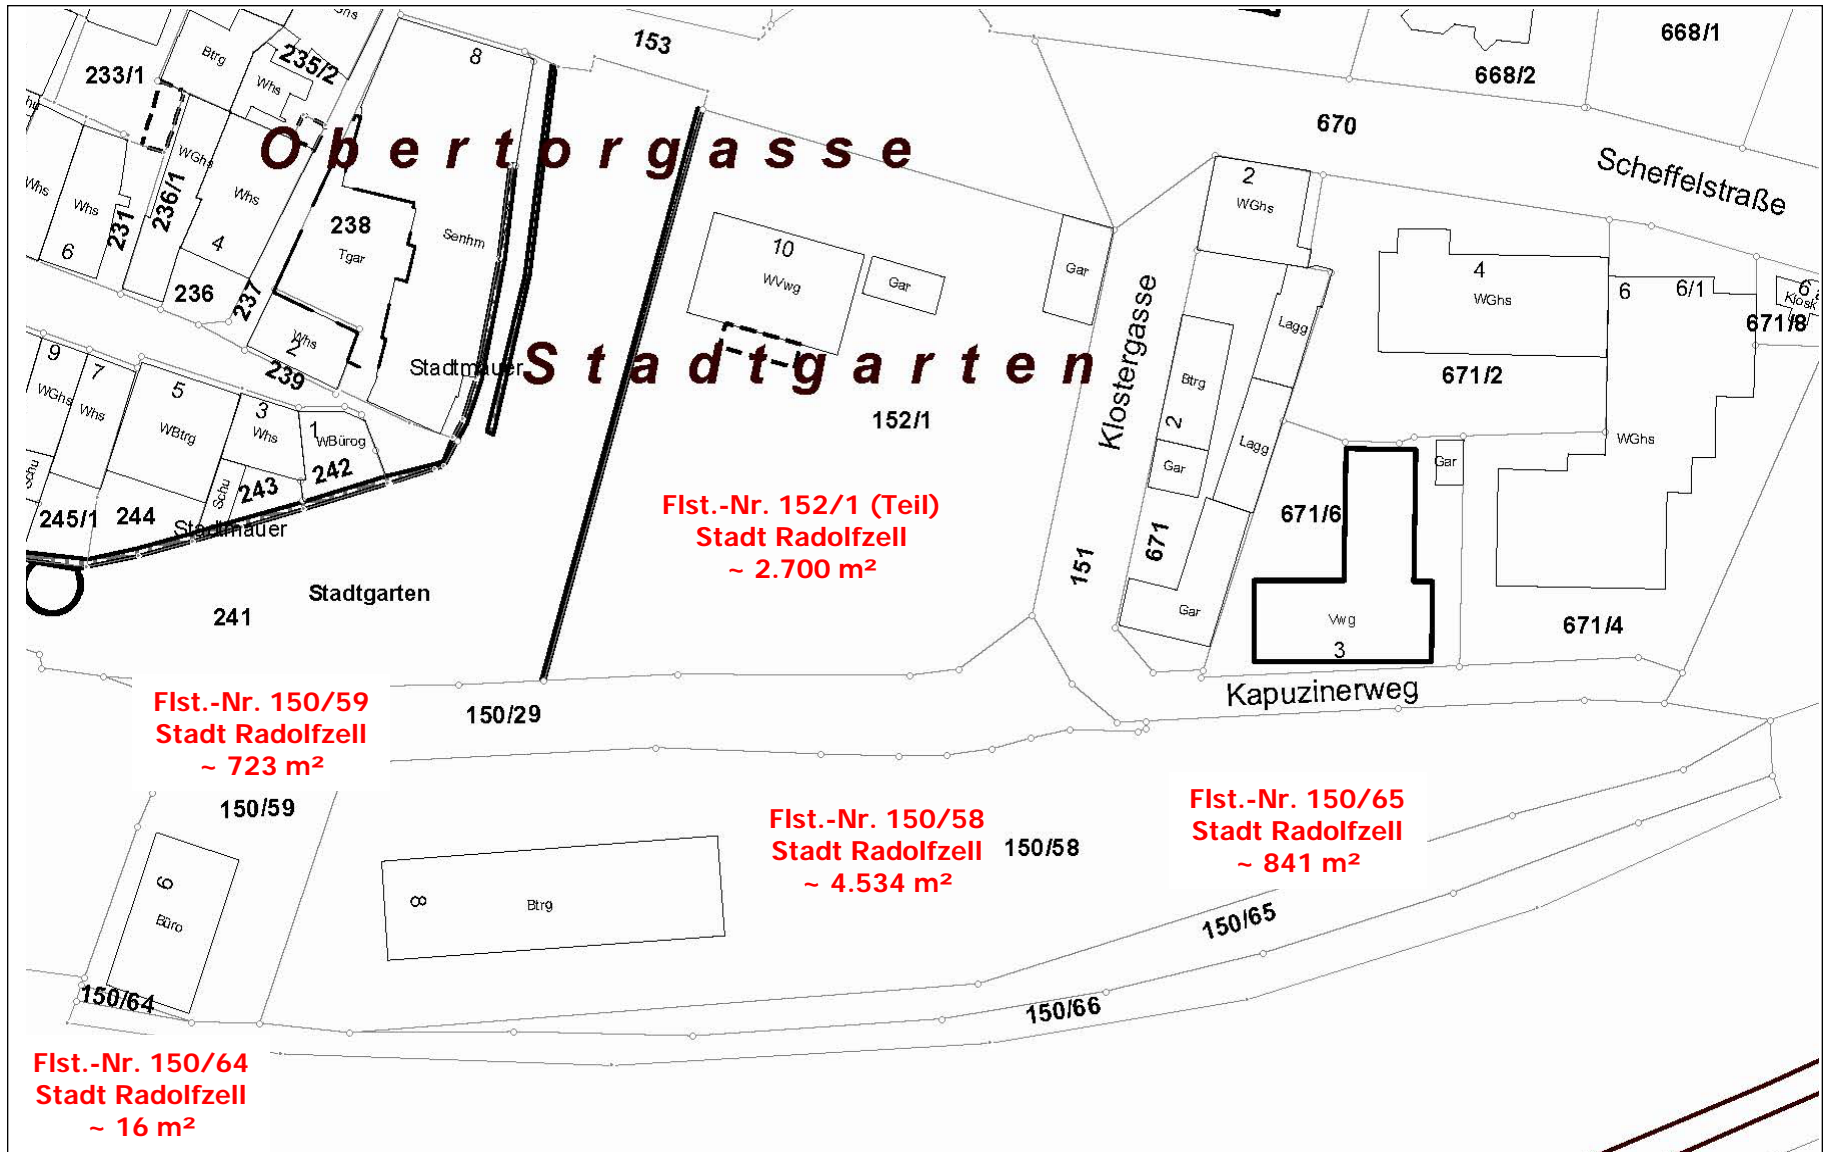 Ghs
8
153
668/1
Btrg
235/2
233/1
Whs
668/2
670
Obertorgasse
WGhs
Scheffelstraße
2
WGhs
Whs
236/1
Whs
Whs
231
238
Tgar
Senhm
4
6
10
WVwg
Gar
Gar
4
WGhs
6
6/1
6
Kiosk
671/8
236
237
Klostergasse
Lagg
Whs
2
239
Stadtmauer
Stadtgarten
671/2
9
WGhs
7
Whs
5
WBtrg
3
Whs
1
WBürog
242
152/1
Btrg
2
Lagg
Gar
Gar
WGhs
Schu
243
Schu
245/1
244
Stadtmauer
Flst.-Nr. 152/1 (Teil)
Stadt Radolfzell
~ 2.700 m²
671/6
671
151
Stadtgarten
241
Gar
Vwg
3
671/4
Kapuzinerweg
Flst.-Nr. 150/59
Stadt Radolfzell
~ 723 m²
150/29
150/59
Flst.-Nr. 150/58
Stadt Radolfzell
~ 4.534 m²
150/58
Flst.-Nr. 150/65
Stadt Radolfzell
~ 841 m²
6
Büro
8
Btrg
150/65
150/64
150/66
Flst.-Nr. 150/64
Stadt Radolfzell
~ 16 m²